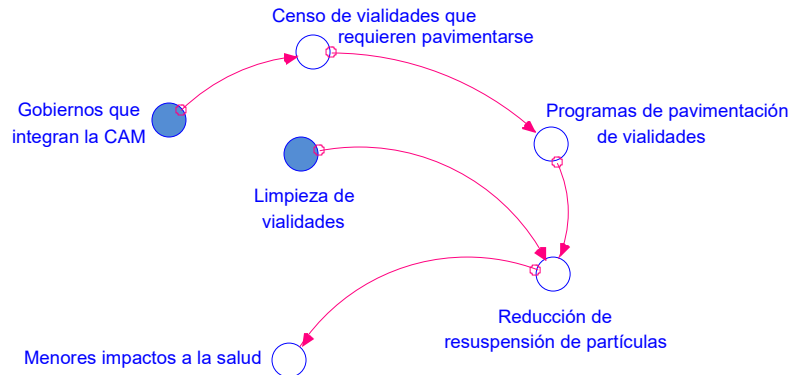 Censo de vialidades que
requieren pavimentarse
Gobiernos que
integran la CAM
Programas de pavimentación
de vialidades
Limpieza de
vialidades
Reducción de
resuspensión de partículas
Menores impactos a la salud